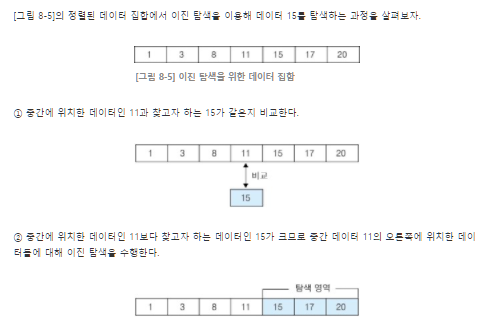 [그림 8-5]의 정렬된 데이터 집합에서 이진 탐색을 이용해 데이터 15를 탐색하는 과정을 살펴보자.
1 3 8 11 15 17 20
[그림 8-5] 이진 탐색을 위한 데이터 집합
① 중간에 위치한 데이터인 11과 찾고자 하는 15가 같은지 비교한다.
1 3 8 11 15 17 20
비교
15
② 중간에 위치한 데이터인 11보다 찾고자 하는 데이터인 15가 크므로 중간 데이터 11의 오른쪽에 위치한 데이
터들에 대해 이진 탐색을 수행한다.
탐색 영역
1 3 8 11 15 17 20